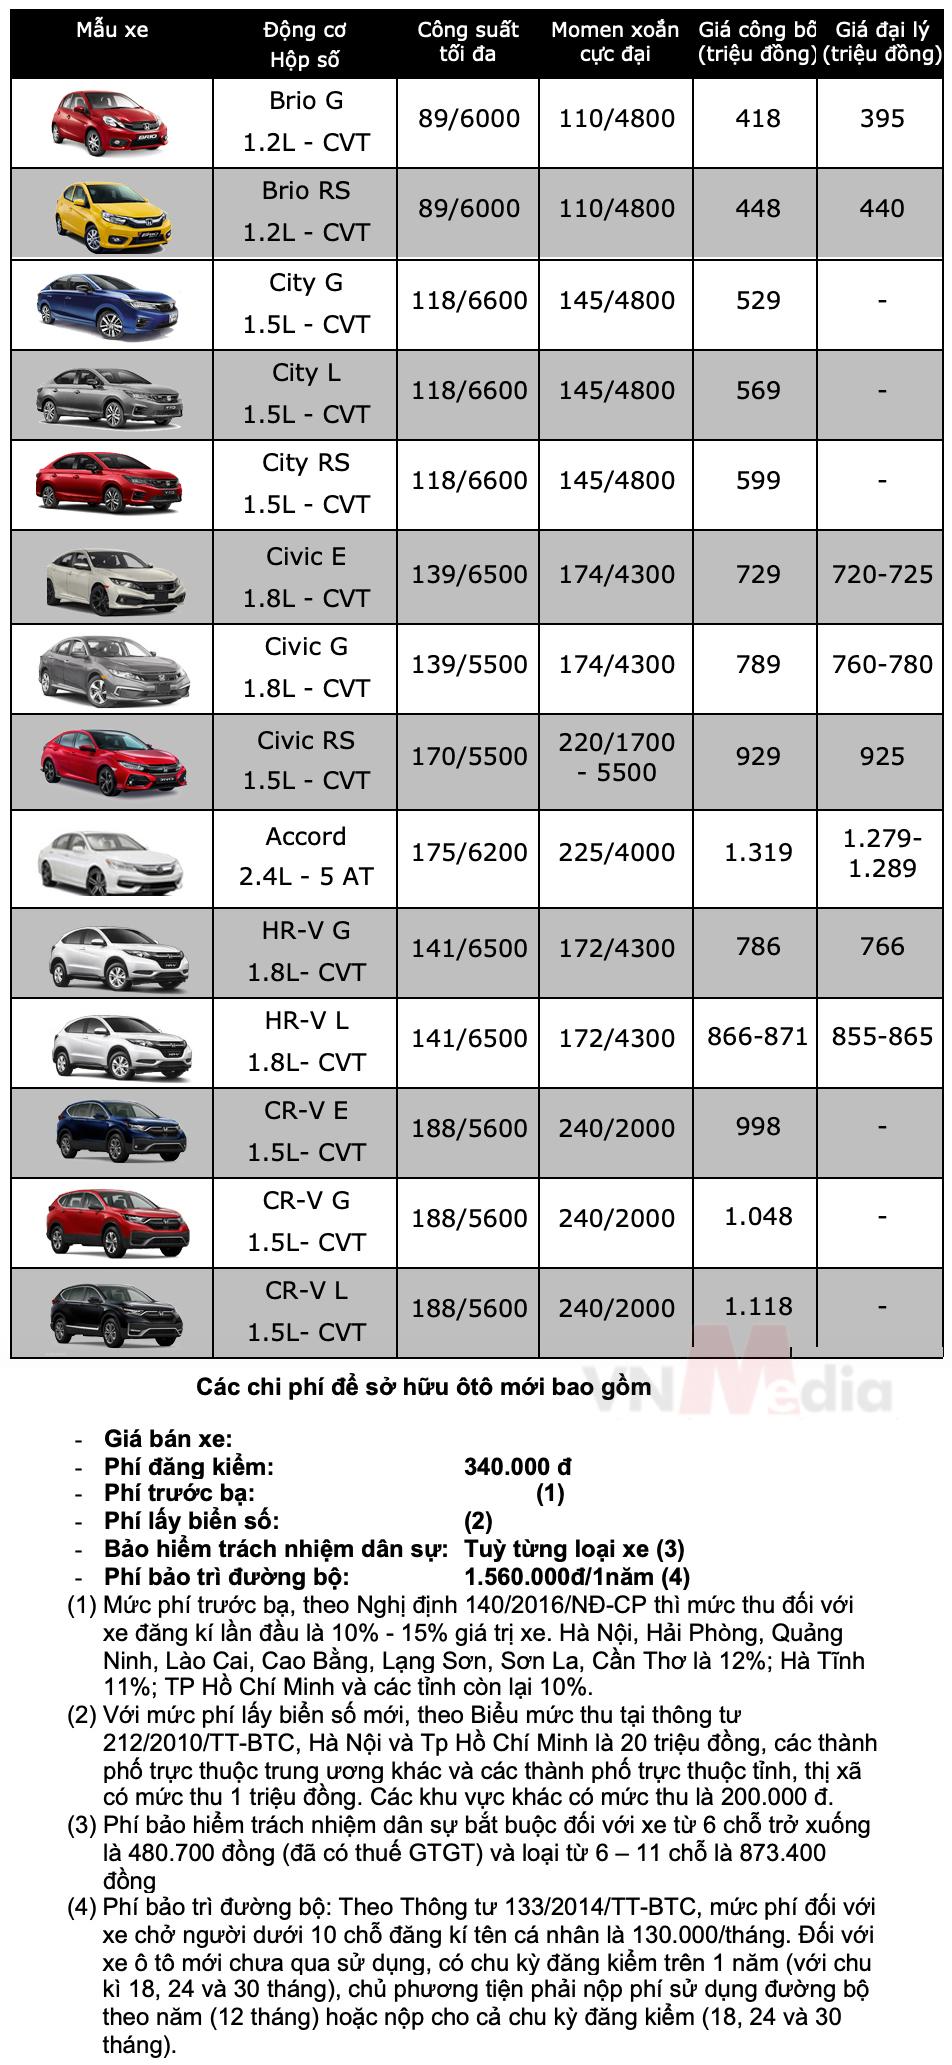 Mẫu xe
Động cơ
Hộp số
Công suất
tối đa
Momen xoắn
cực đại
Giá công bố
(triệu đồng)
Giá đại lý
(triệu đồng)
Brio G
1.2L - CVT
89/6000
110/4800
418
395
Brio RS
1.2L - CVT
89/6000
110/4800
448
440
City G
1.5L - CVT
118/6600
145/4800
529
-
City L
1.5L - CVT
118/6600
145/4800
569
-
City RS
1.5L - CVT
118/6600
145/4800
599
-
Civic E
1.8L - CVT
139/6500
174/4300
729
720-725
Civic G
1.8L - CVT
139/5500
174/4300
789
760-780
Civic RS
1.5L - CVT
170/5500
220/1700
- 5500
929
925
Accord
2.4L - 5 AT
175/6200
225/4000
1.319
1.279-
1.289
HR-V G
1.8L- CVT
141/6500
172/4300
786
766
HR-V L
1.8L- CVT
141/6500
172/4300
866-871
855-865
CR-V E
1.5L- CVT
188/5600
240/2000
998
-
CR-V G
1.5L- CVT
188/5600
240/2000
1.048
-
CR-V L
1.5L- CVT
188/5600
240/2000
1.118
-
VNMedia
Các chi phí để sở hữu ôtô mới bao gồm
- Giá bán xe:
- Phí đăng kiểm: 340.000 đ
- Phí trước bạ: (1)
- Phí lấy biển số: (2)
- Bảo hiểm trách nhiệm dân sự: Tuỳ từng loại xe (3)
- Phí bảo trì đường bộ: 1.560.000đ/1năm (4)
(1) Mức phí trước bạ, theo Nghị định 140/2016/NĐ-CP thì mức thu đối với
xe đăng kí lần đầu là 10% - 15% giá trị xe. Hà Nội, Hải Phòng, Quảng
Ninh, Lào Cai, Cao Bằng, Lạng Sơn, Sơn La, Cần Thơ là 12%; Hà Tĩnh
11%; TP Hồ Chí Minh và các tỉnh còn lại 10%.
(2) Với mức phí lấy biển số mới, theo Biểu mức thu tại thông tư
212/2010/TT-BTC, Hà Nội và Tp Hồ Chí Minh là 20 triệu đồng, các thành
phố trực thuộc trung ương khác và các thành phố trực thuộc tỉnh, thị xã
có mức thu 1 triệu đồng. Các khu vực khác có mức thu là 200.000 đ.
(3) Phí bảo hiểm trách nhiệm dân sự bắt buộc đối với xe từ 6 chỗ trở xuống
là 480.700 đồng (đã có thuế GTGT) và loại từ 6 – 11 chỗ là 873.400
đồng
(4) Phí bảo trì đường bộ: Theo Thông tư 133/2014/TT-BTC, mức phí đối với
xe chở người dưới 10 chỗ đăng kí tên cá nhân là 130.000/tháng. Đối với
xe ô tô mới chưa qua sử dụng, có chu kỳ đăng kiểm trên 1 năm (với chu
kì 18, 24 và 30 tháng), chủ phương tiện phải nộp phí sử dụng đường bộ
theo năm (12 tháng) hoặc nộp cho cả chu kỳ đăng kiểm (18, 24 và 30
tháng).